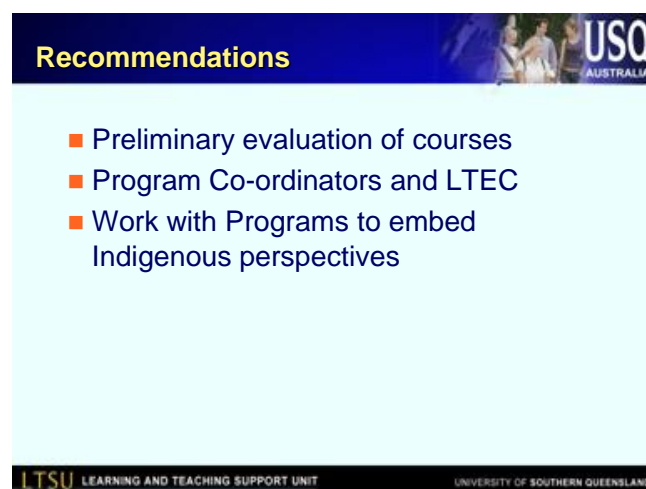 Recommendations
USQ
AUSTRALIA
Preliminary evaluation of courses
Program Co-ordinators and LTEC
Work with Programs to embed
Indigenous perspectives
LTSU LEARNING AND TEACHING SUPPORT UNIT
UNIVERSITY OF SOUTHERN QUEENSLAND